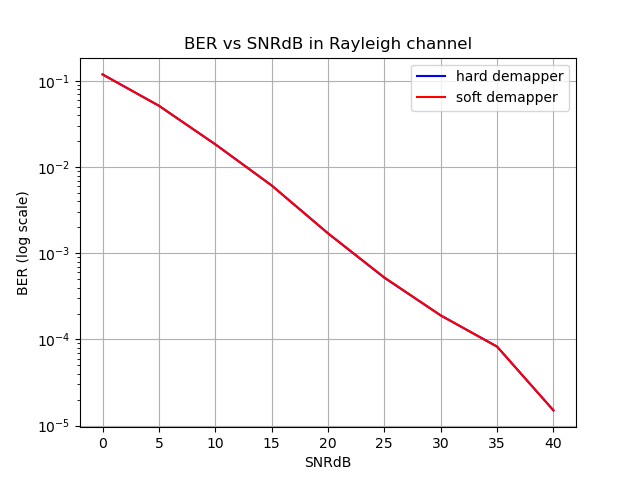 BER vs SNRdB in Rayleigh channel
hard demapper
soft demapper
BER (log scale)
10⁻¹
10⁻²
10⁻³
10⁻⁴
10⁻⁵
0 5 10 15 20 25 30 35 40
SNRdB